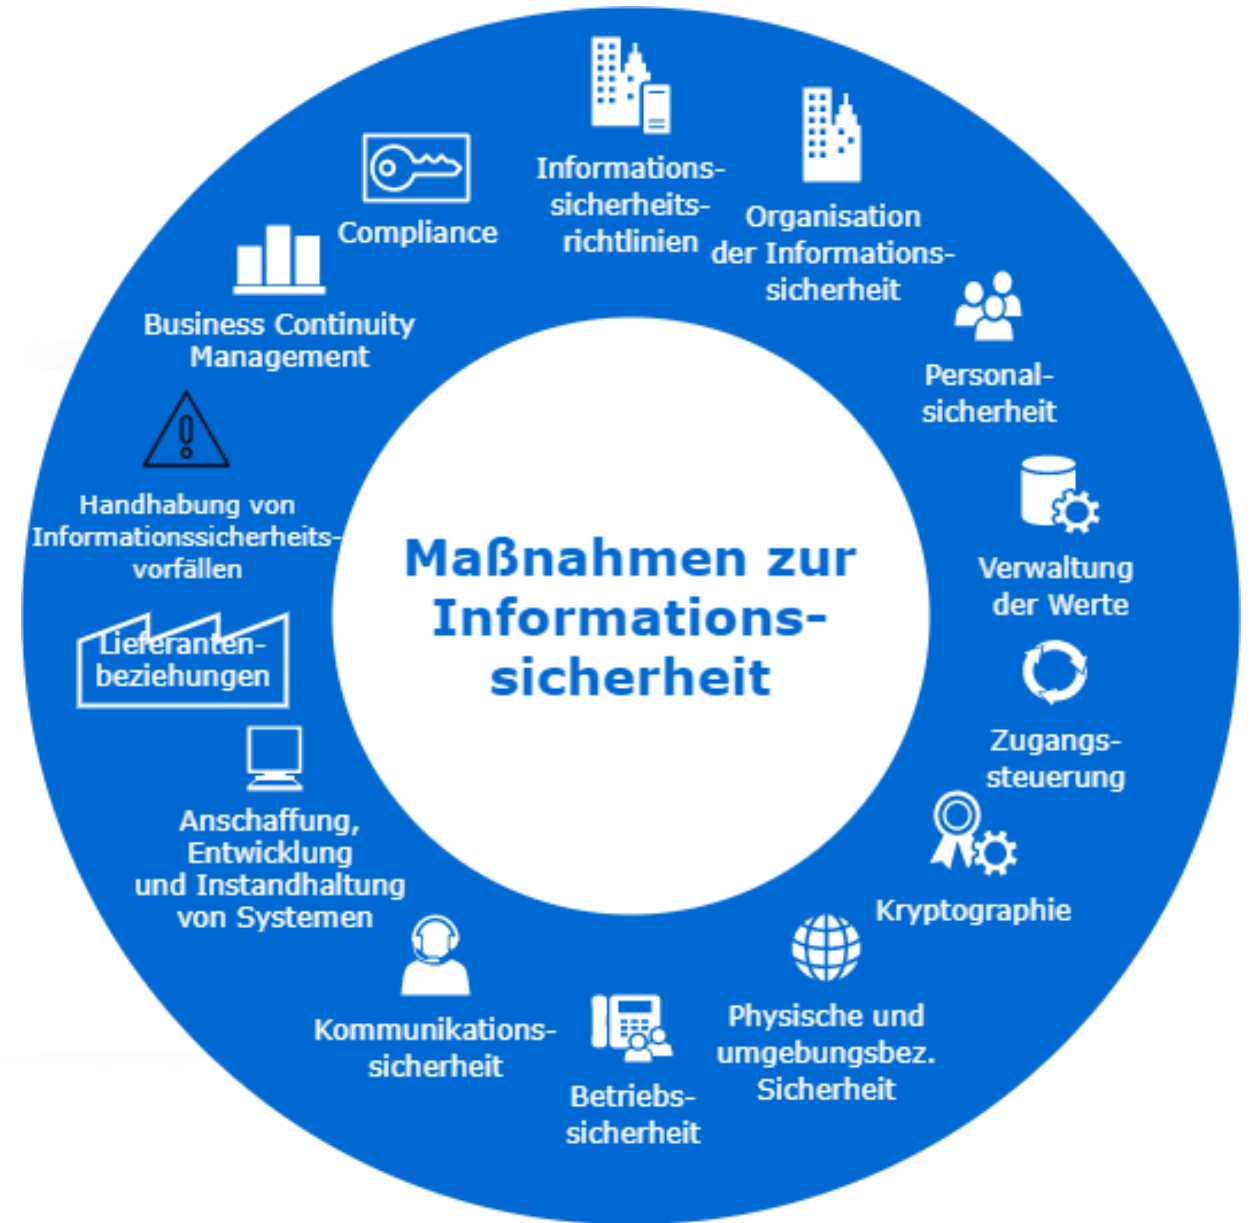 Informations-
sicherheits-
richtlinien
Organisation
der Informations-
sicherheit
Personal-
sicherheit
Verwaltung
der Werte
Zugangs-
steuerung
Kryptographie
Physische und
umgebungsbez.
Sicherheit
Betriebs-
sicherheit
Kommunikations-
sicherheit
Anschaffung,
Entwicklung
und Instandhaltung
von Systemen
Lieferanten-
beziehungen
Handhabung von
Informationssicherheits-
vorfällen
Business Continuity
Management
Compliance
Maßnahmen zur
Informations-
sicherheit